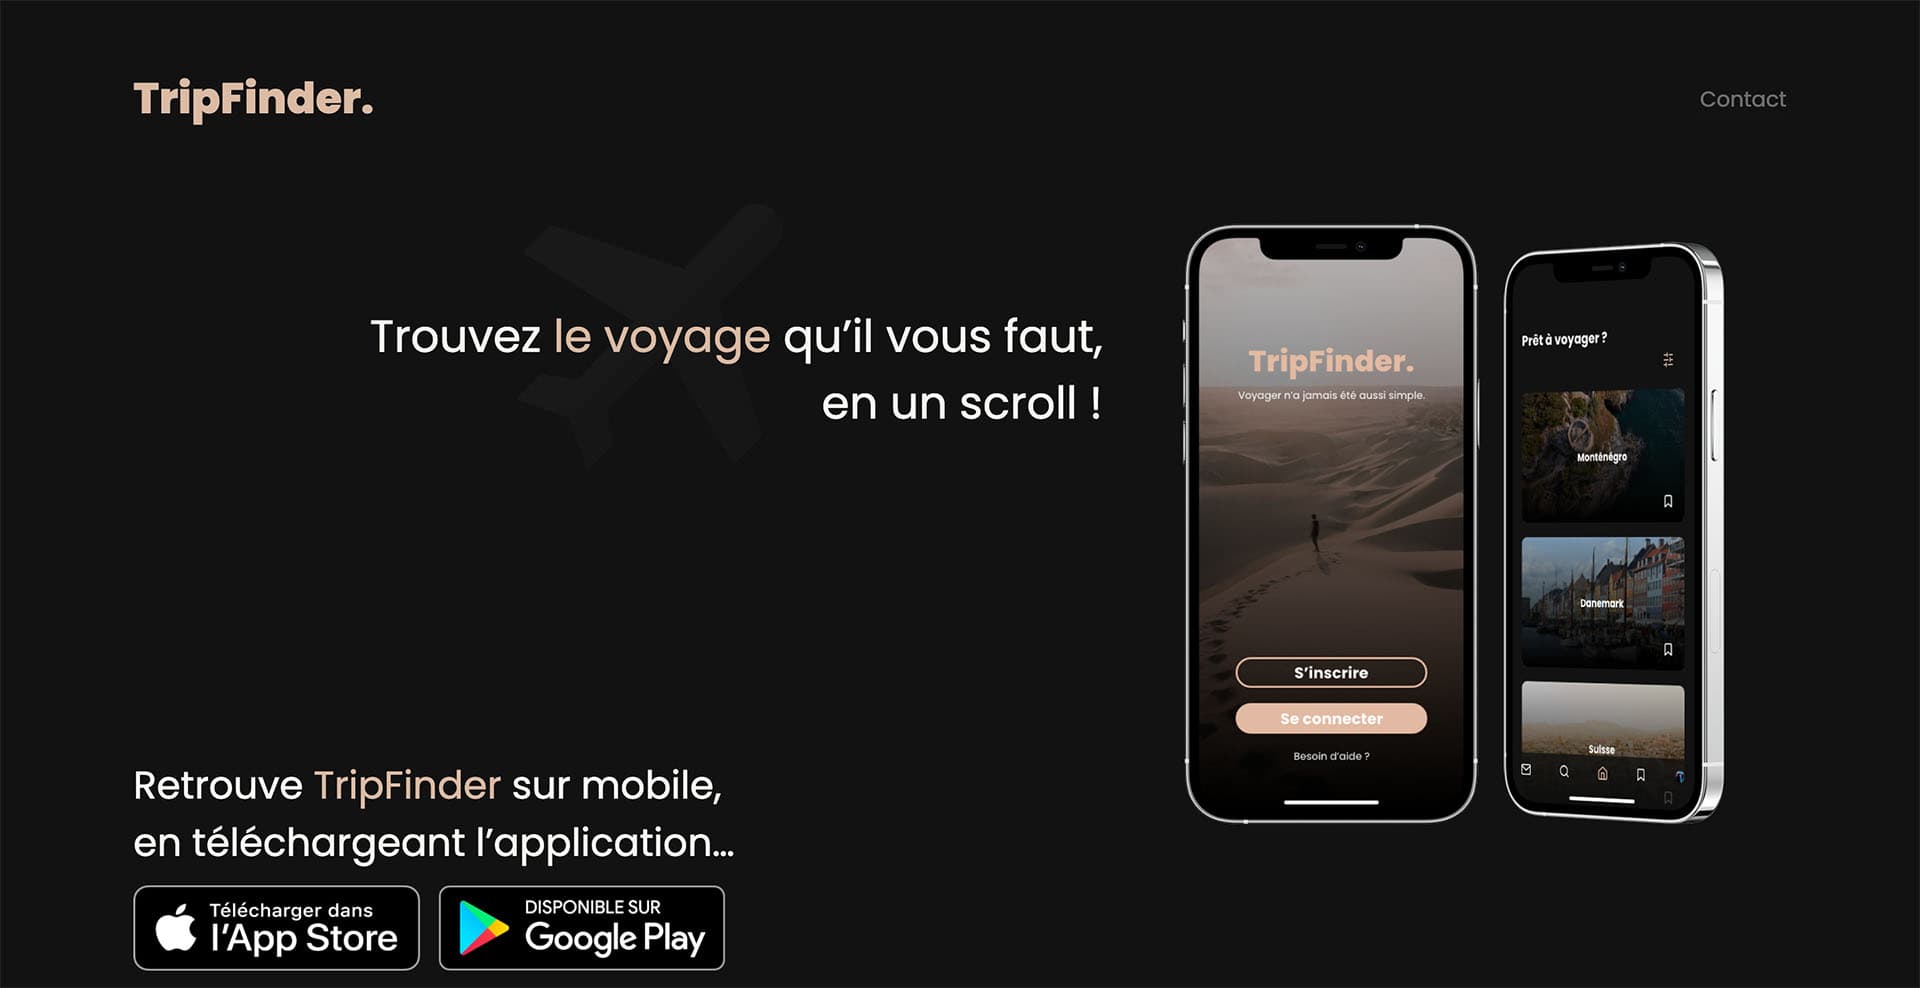 TripFinder.
Contact
Trouvez le voyage qu’il vous faut,
en un scroll !
TripFinder.
Voyager n’a jamais été aussi simple.
S’inscrire
Se connecter
Besoin d’aide ?
Prêt à voyager ?
Monténégro
Danemark
Suisse
Retrouve TripFinder sur mobile,
en téléchargeant l’application...
Télécharger dans
l’App Store
DISPONIBLE SUR
Google Play